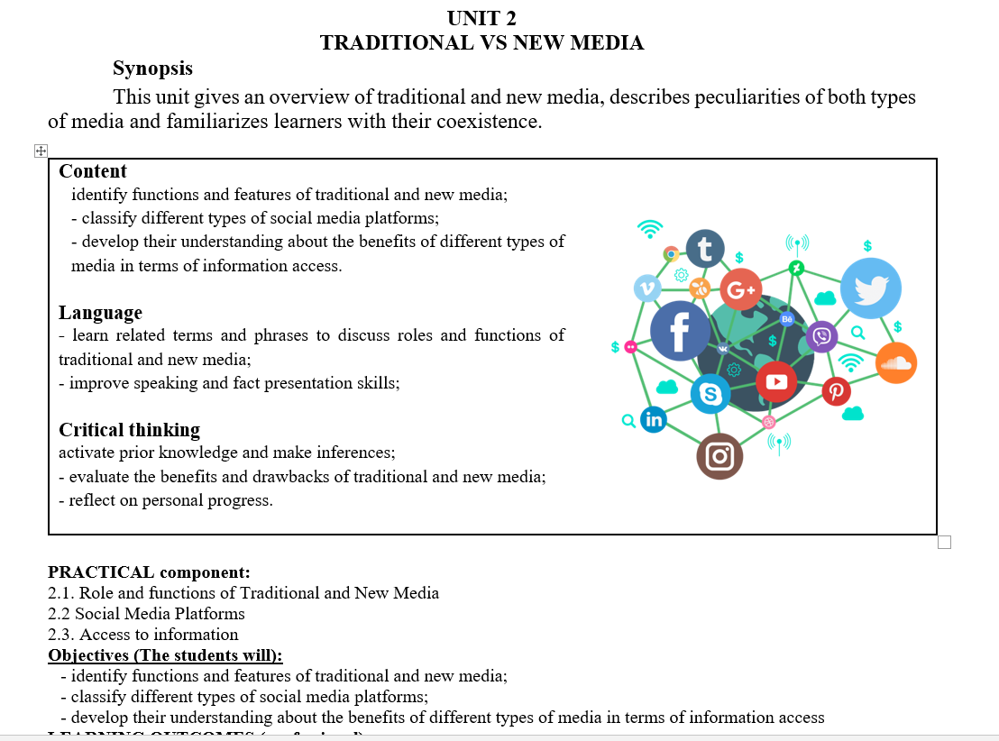 UNIT 2
TRADITIONAL VS NEW MEDIA
Synopsis
This unit gives an overview of traditional and new media, describes peculiarities of both types
of media and familiarizes learners with their coexistence.
Content
identify functions and features of traditional and new media;
- classify different types of social media platforms;
- develop their understanding about the benefits of different types of
media in terms of information access.
Language
- learn related terms and phrases to discuss roles and functions of
traditional and new media;
- improve speaking and fact presentation skills;
Critical thinking
activate prior knowledge and make inferences;
- evaluate the benefits and drawbacks of traditional and new media;
- reflect on personal progress.
t
G+
Bē
f
S
in
$
$
$
$
$
PRACTICAL component:
2.1. Role and functions of Traditional and New Media
2.2 Social Media Platforms
2.3. Access to information
Objectives (The students will):
- identify functions and features of traditional and new media;
- classify different types of social media platforms;
- develop their understanding about the benefits of different types of media in terms of information access